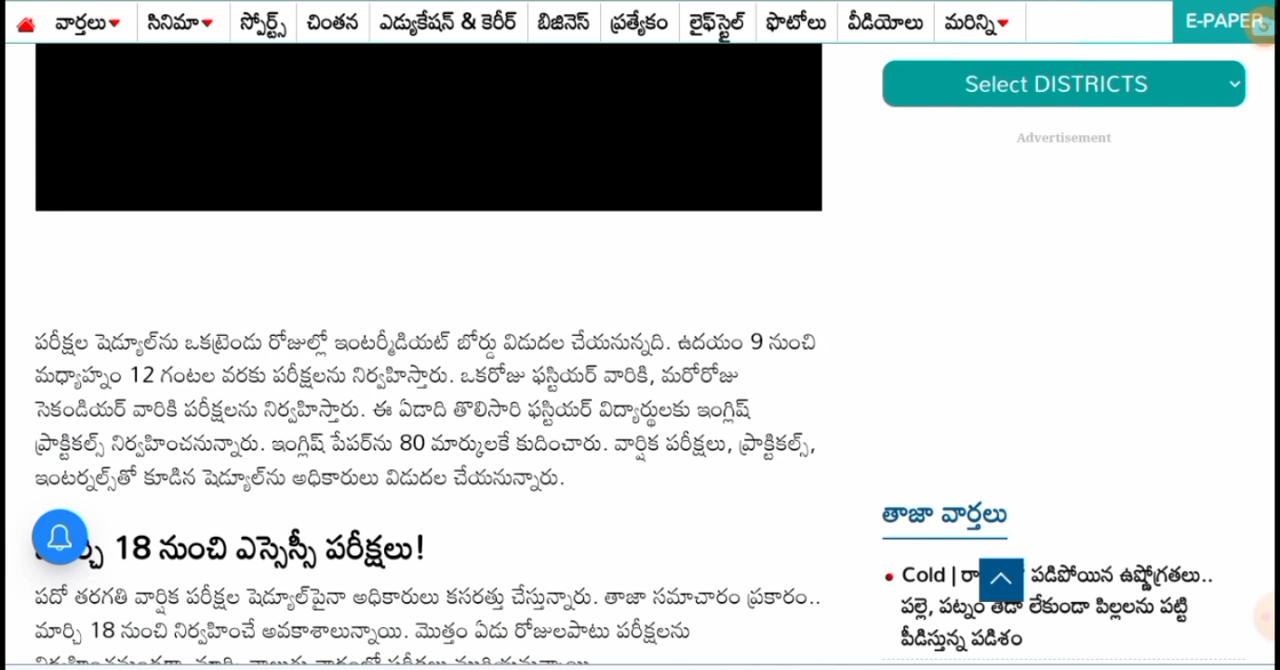 వార్తలు సినిమా స్పోర్ట్స్ చింతన ఎడ్యుకేషన్ & కెరీర్ బిజినెస్ ప్రత్యేకం లైఫ్‌స్టైల్ ఫొటోలు వీడియోలు మరిన్ని E-PAPER
Select DISTRICTS
Advertisement
పరీక్షల షెడ్యూల్‌ను ఒకట్రెండు రోజుల్లో ఇంటర్మీడియట్ బోర్డు విడుదల చేయనున్నది. ఉదయం 9 నుంచి
మధ్యాహ్నం 12 గంటల వరకు పరీక్షలను నిర్వహిస్తారు. ఒకరోజు ఫస్టియర్ వారికి, మరోరోజు
సెకండియర్ వారికి పరీక్షలను నిర్వహిస్తారు. ఈ ఏడాది తొలిసారి ఫస్టియర్ విద్యార్థులకు ఇంగ్లిష్
ప్రాక్టికల్స్ నిర్వహించనున్నారు. ఇంగ్లిష్ పేపర్‌ను 80 మార్కులకే కుదించారు. వార్షిక పరీక్షలు, ప్రాక్టికల్స్,
ఇంటర్నల్స్‌తో కూడిన షెడ్యూల్‌ను అధికారులు విడుదల చేయనున్నారు.
18 నుంచి ఎస్సెస్సీ పరీక్షలు!
పదో తరగతి వార్షిక పరీక్షల షెడ్యూల్‌పైనా అధికారులు కసరత్తు చేస్తున్నారు. తాజా సమాచారం ప్రకారం..
మార్చి 18 నుంచి నిర్వహించే అవకాశాలున్నాయి. మొత్తం ఏడు రోజులపాటు పరీక్షలను
తాజా వార్తలు
Cold | పడిపోయిన ఉష్ణోగ్రతలు..
పల్లె, పట్నం తేడా లేకుండా పిల్లలను పట్టి
పీడిస్తున్న పడిశం